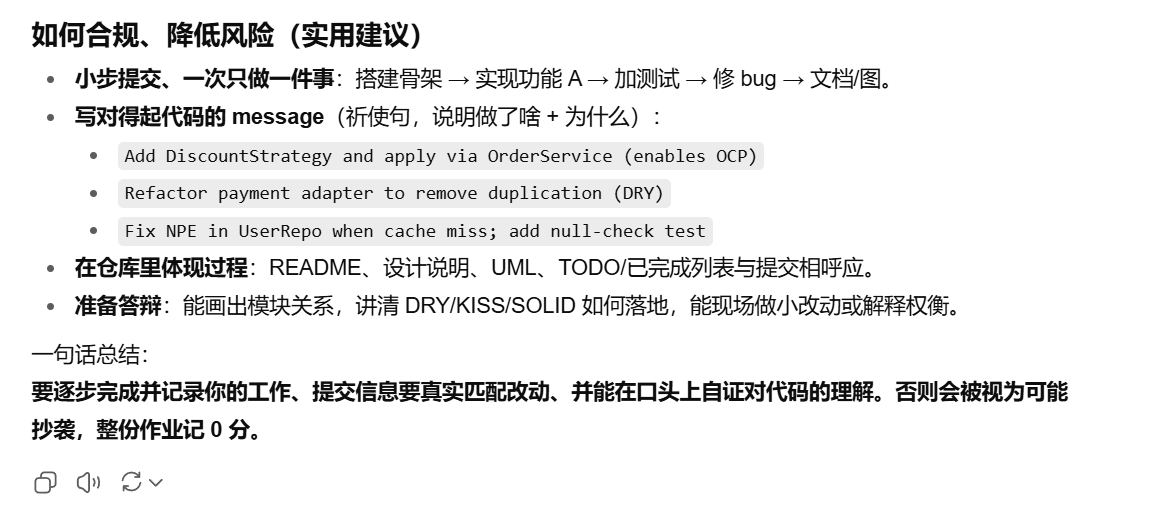 如何合规、降低风险（实用建议）
小步提交、一次只做一件事：搭建骨架 → 实现功能 A → 加测试 → 修 bug → 文档/图。
写对得起代码的 message（祈使句，说明做了啥 + 为什么）：
Add DiscountStrategy and apply via OrderService (enables OCP)
Refactor payment adapter to remove duplication (DRY)
Fix NPE in UserRepo when cache miss; add null-check test
在仓库里体现过程：README、设计说明、UML、TODO/已完成列表与提交相呼应。
准备答辩：能画出模块关系，讲清 DRY/KISS/SOLID 如何落地，能现场做小改动或解释权衡。
一句话总结：
要逐步完成并记录你的工作、提交信息要真实匹配改动、并能在口头上自证对代码的理解。否则会被视为可能
抄袭，整份作业记 0 分。